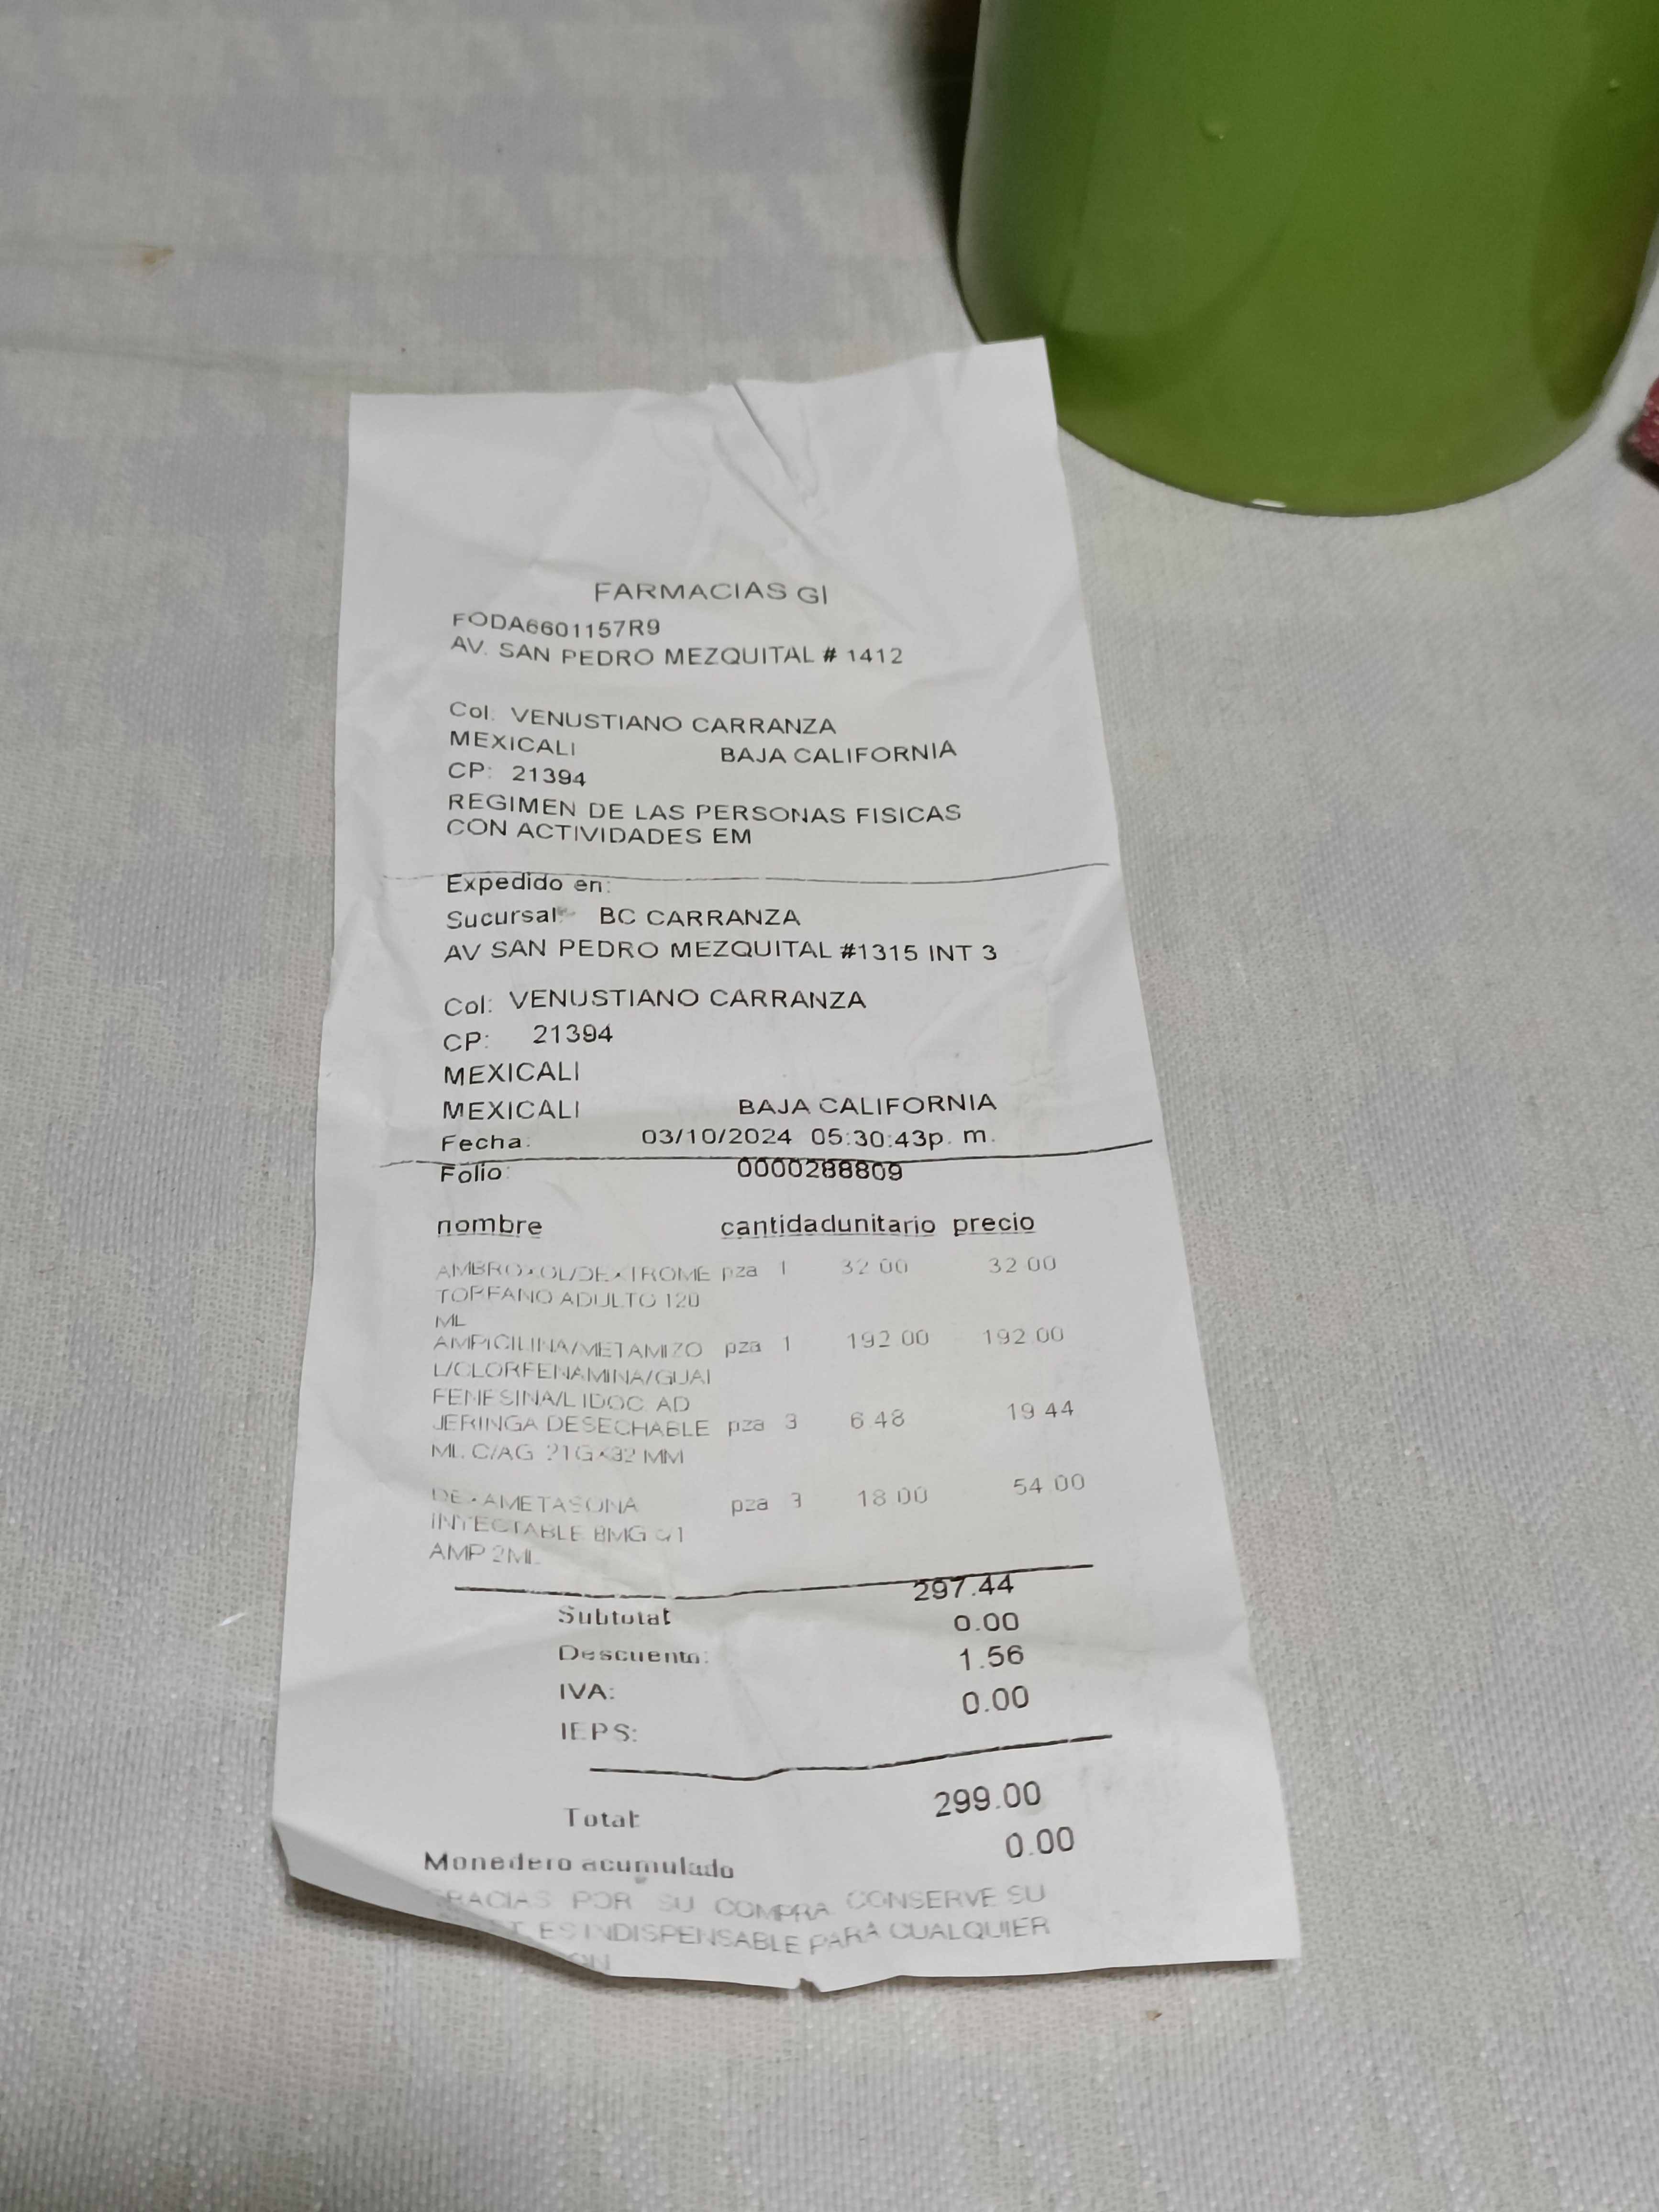 FARMACIAS GI
FODA6601157R9
AV. SAN PEDRO MEZQUITAL # 1412
Col. VENUSTIANO CARRANZA
MEXICALI BAJA CALIFORNIA
CP: 21394
REGIMEN DE LAS PERSONAS FISICAS
CON ACTIVIDADES EM
Expedido en:
Sucursal: BC CARRANZA
AV SAN PEDRO MEZQUITAL #1315 INT 3
Col: VENUSTIANO CARRANZA
CP: 21394
MEXICALI
MEXICALI BAJA CALIFORNIA
Fecha: 03/10/2024 05:30:43p. m.
Folio: 0000288809
nombre cantidadunitario precio
AMBROXOL/DEXTROME pza 1 32.00 32.00
TORFANO ADULTO 120
ML
AMPICILINA/METAMIZO pza 1 192.00 192.00
L/CLORFENAMINA/GUAI
FENESINA/LIDOC AD
JERINGA DESECHABLE pza 3 6.48 19.44
ML C/AG 21GX32 MM
DEXAMETASONA pza 3 18.00 54.00
INYECTABLE 8MG C/1
AMP 2ML
297.44
Subtotal 0.00
Descuento: 1.56
IVA: 0.00
IEPS:
Total: 299.00
Monedero acumulado 0.00
GRACIAS POR SU COMPRA CONSERVE SU
ES INDISPENSABLE PARA CUALQUIER